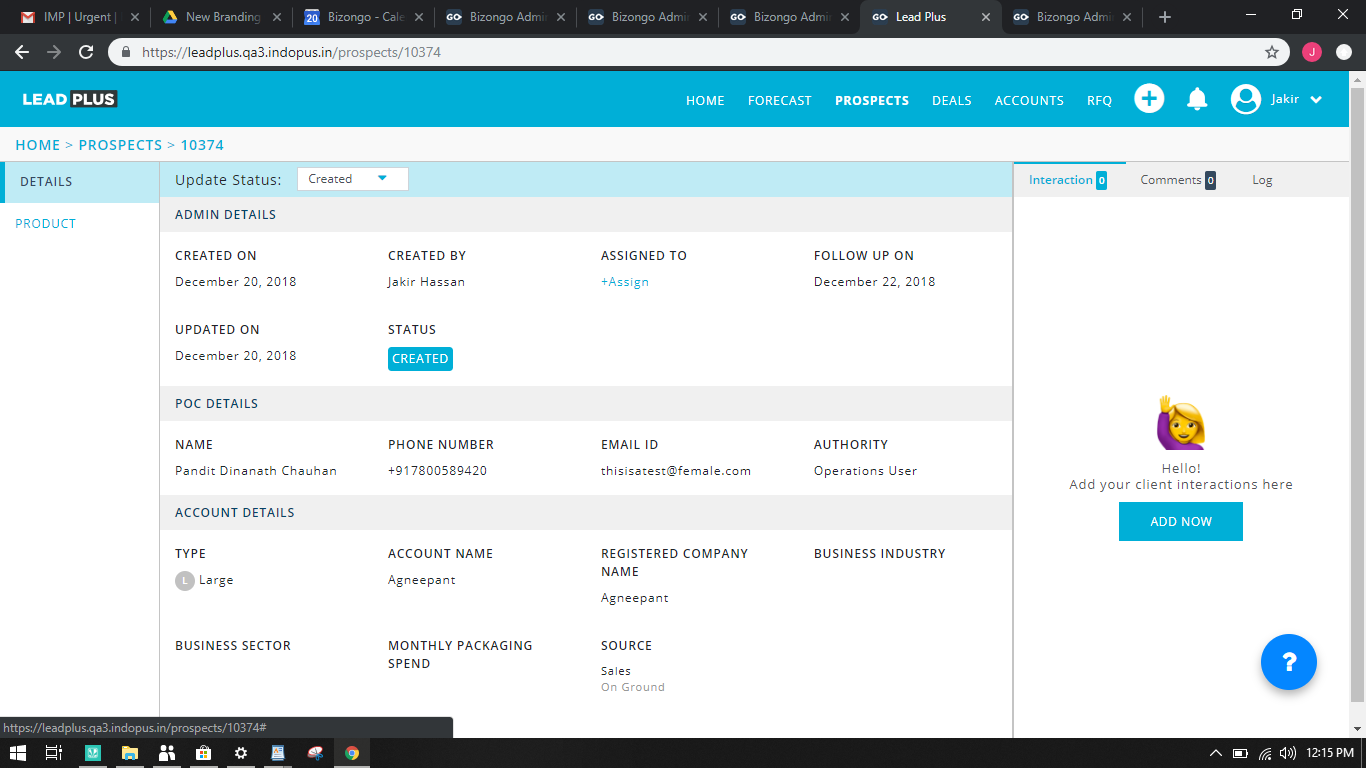 IMP | Urgent |
New Branding
20
Bizongo - Cale
GO
Bizongo Admi
GO
Bizongo Admi
GO
Bizongo Admi
GO
Lead Plus
GO
Bizongo Admi
https://leadplus.qa3.indopus.in/prospects/10374
J
LEAD PLUS
HOME
FORECAST
PROSPECTS
DEALS
ACCOUNTS
RFQ
Jakir
HOME > PROSPECTS > 10374
DETAILS
PRODUCT
Update Status:
Created
Interaction 0
Comments 0
Log
ADMIN DETAILS
CREATED ON
CREATED BY
ASSIGNED TO
FOLLOW UP ON
December 20, 2018
Jakir Hassan
+Assign
December 22, 2018
UPDATED ON
STATUS
December 20, 2018
CREATED
POC DETAILS
NAME
PHONE NUMBER
EMAIL ID
AUTHORITY
Pandit Dinanath Chauhan
+917800589420
thisisatest@female.com
Operations User
ACCOUNT DETAILS
TYPE
ACCOUNT NAME
REGISTERED COMPANY
NAME
BUSINESS INDUSTRY
L Large
Agneepant
Agneepant
BUSINESS SECTOR
MONTHLY PACKAGING
SPEND
SOURCE
Sales
On Ground
Hello!
Add your client interactions here
ADD NOW
?
https://leadplus.qa3.indopus.in/prospects/10374#
12:15 PM